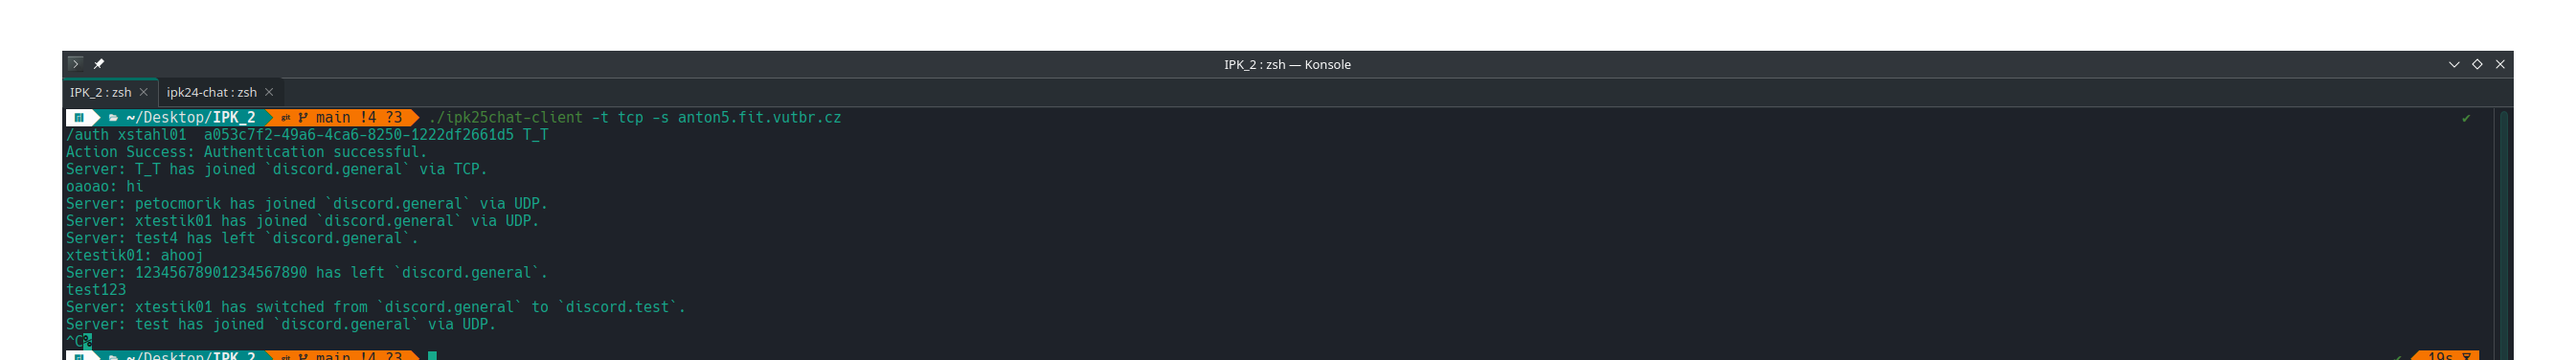 IPK_2 : zsh — Konsole
IPK_2 : zsh ipk24-chat : zsh
~/Desktop/IPK_2 main !4 ?3 ./ipk25chat-client -t tcp -s anton5.fit.vutbr.cz ✔
/auth xstahl01  a053c7f2-49a6-4ca6-8250-1222df2661d5 T_T
Action Success: Authentication successful.
Server: T_T has joined `discord.general` via TCP.
oaoao: hi
Server: petocmorik has joined `discord.general` via UDP.
Server: xtestik01 has joined `discord.general` via UDP.
Server: test4 has left `discord.general`.
xtestik01: ahooj
Server: 12345678901234567890 has left `discord.general`.
test123
Server: xtestik01 has switched from `discord.general` to `discord.test`.
Server: test has joined `discord.general` via UDP.
^C%
~/Desktop/IPK_2 main !4 ?3 19s